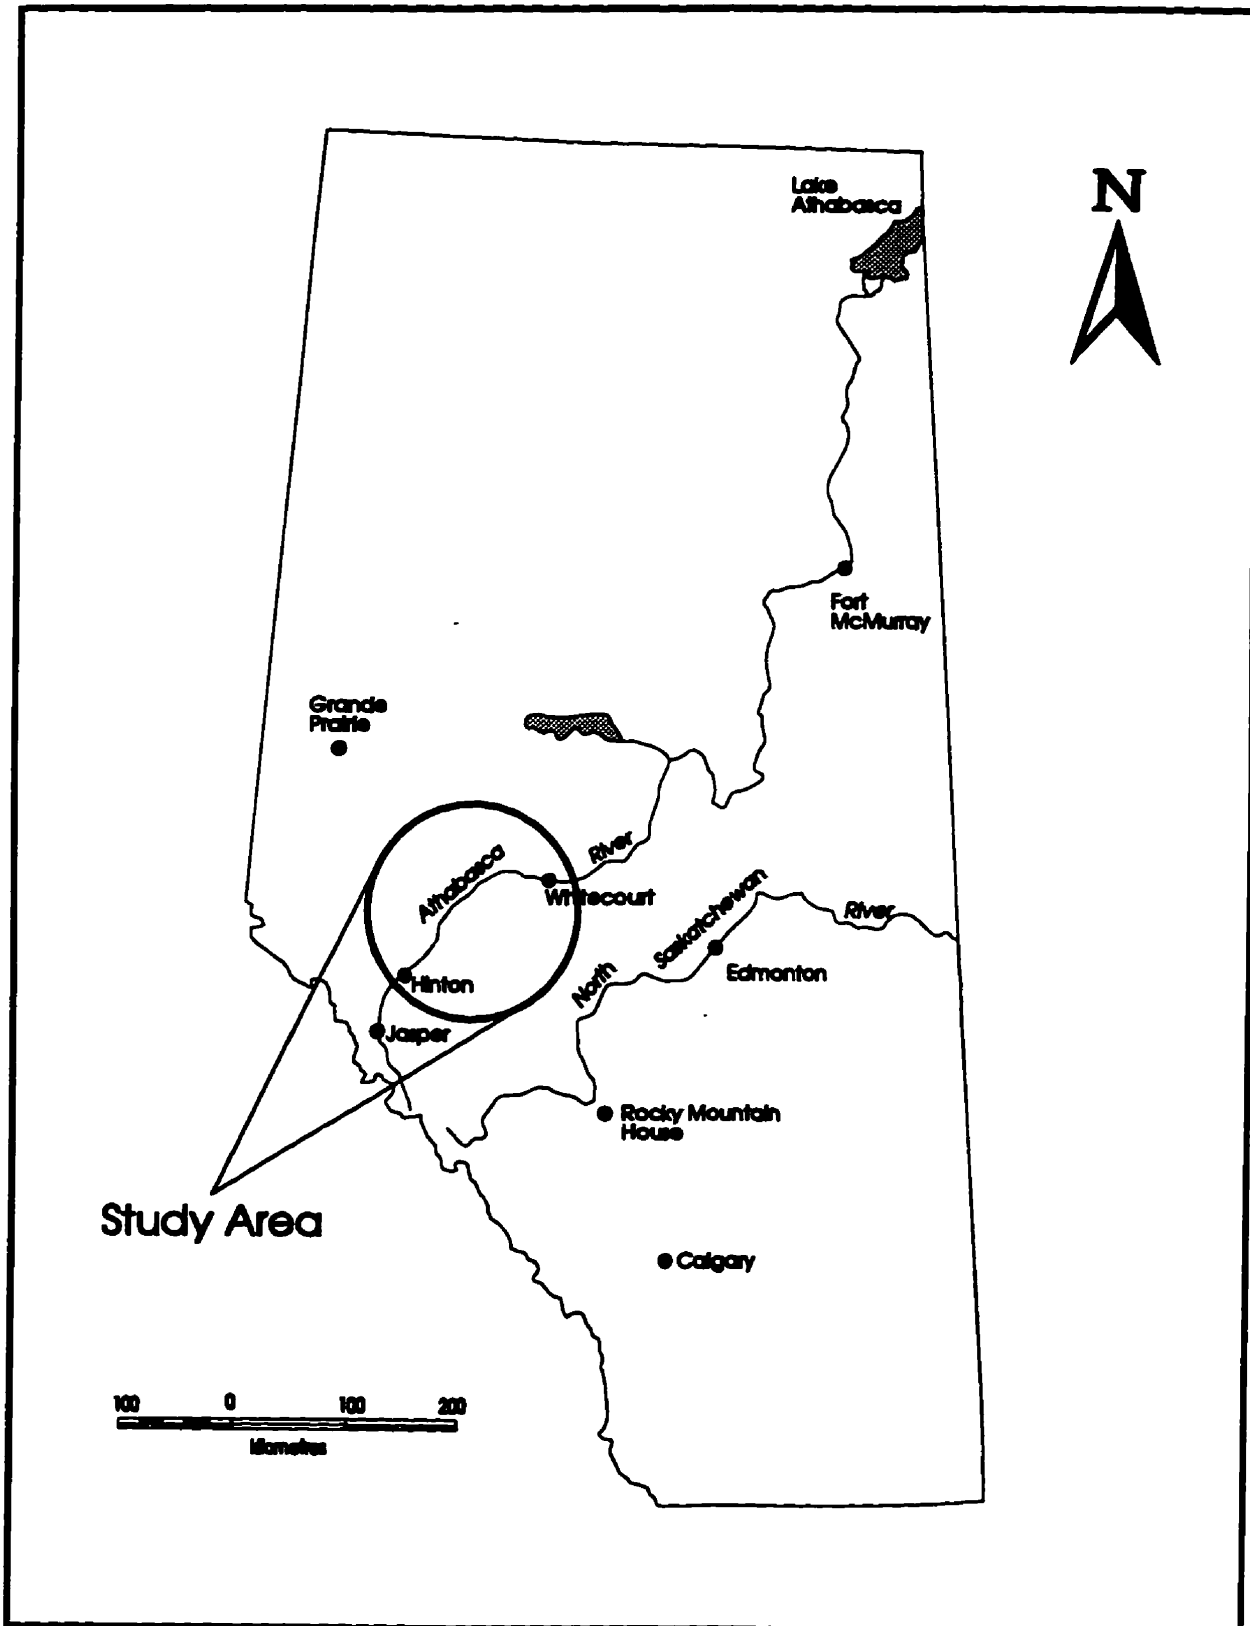 Lake
Athabasca
N
Fort
McMurray
Grande
Prairie
Athabasca
River
Whitecourt
North
Saskatchewan
River
Edmonton
Hinton
Jasper
Rocky Mountain
House
Study Area
Calgary
100 0 100 200
kilometres